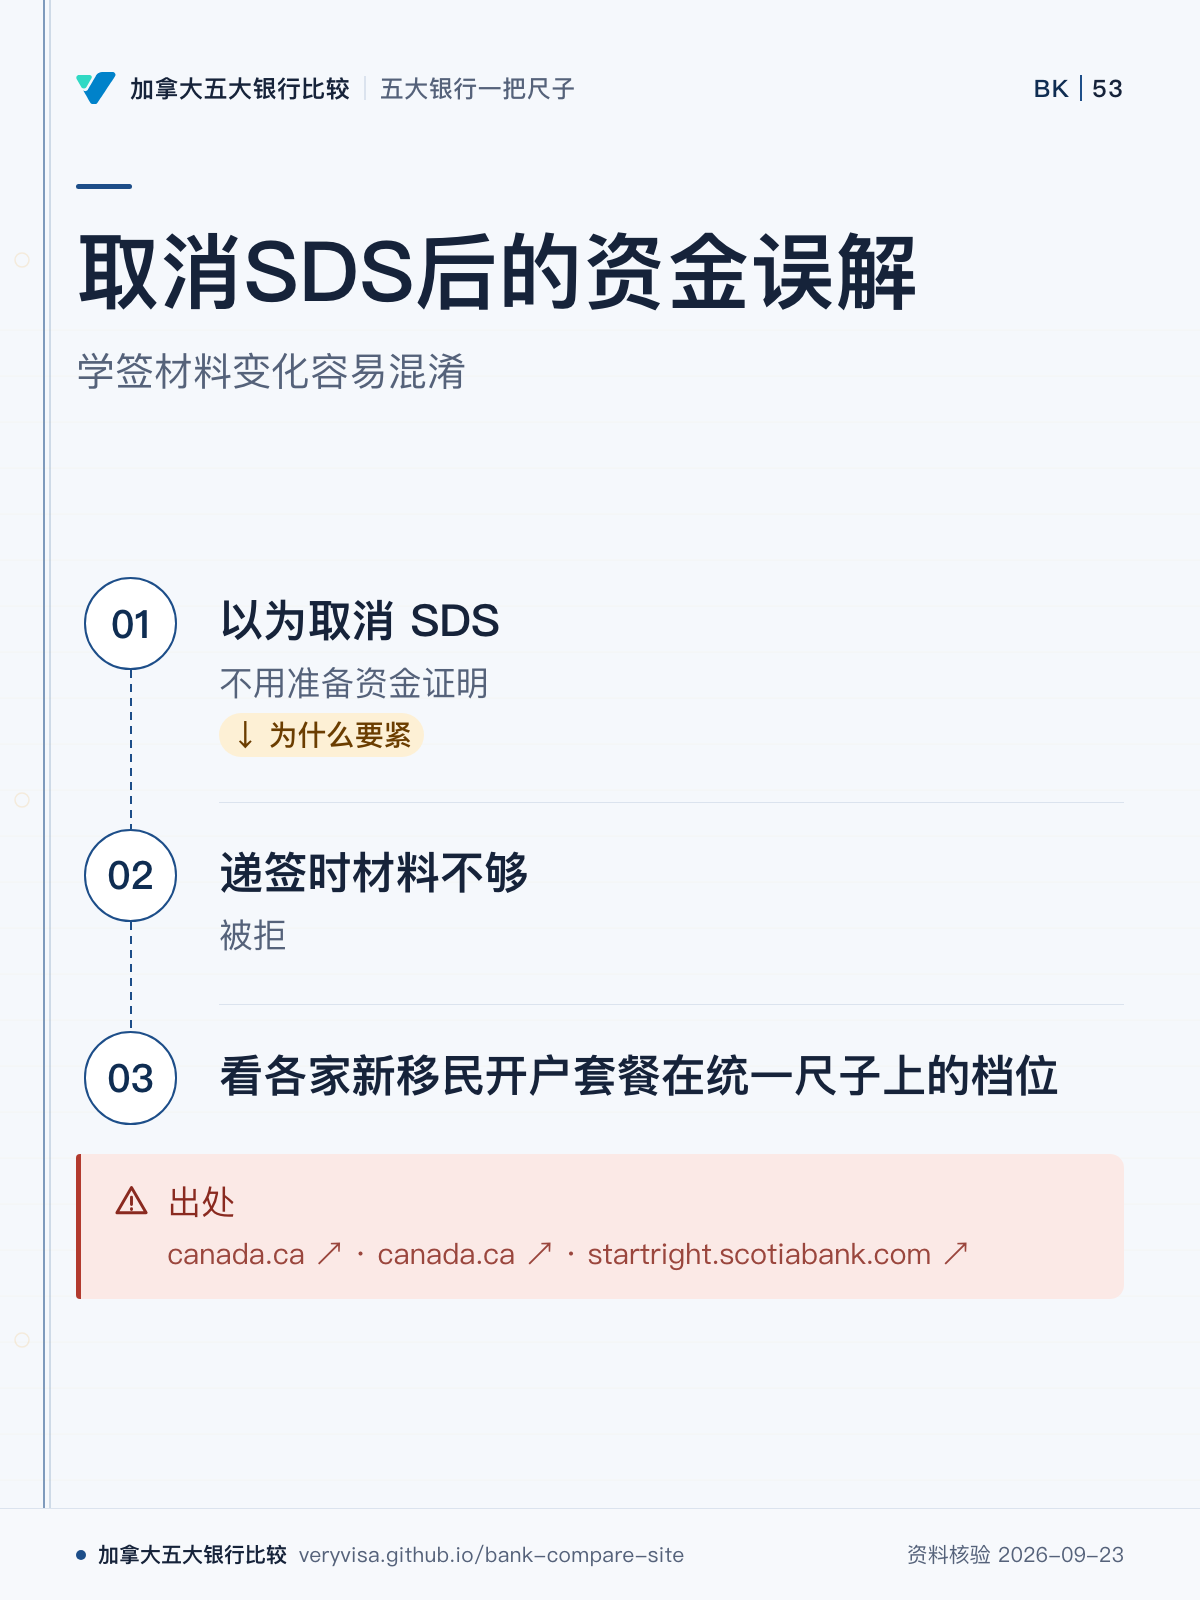 加拿大五大银行比较 | 五大银行一把尺子
BK | 53
取消SDS后的资金误解
学签材料变化容易混淆
01
以为取消 SDS
不用准备资金证明
↓ 为什么要紧
02
递签时材料不够
被拒
03
看各家新移民开户套餐在统一尺子上的档位
出处
canada.ca ↗ · canada.ca ↗ · startright.scotiabank.com ↗
加拿大五大银行比较 veryvisa.github.io/bank-compare-site
资料核验 2026-09-23